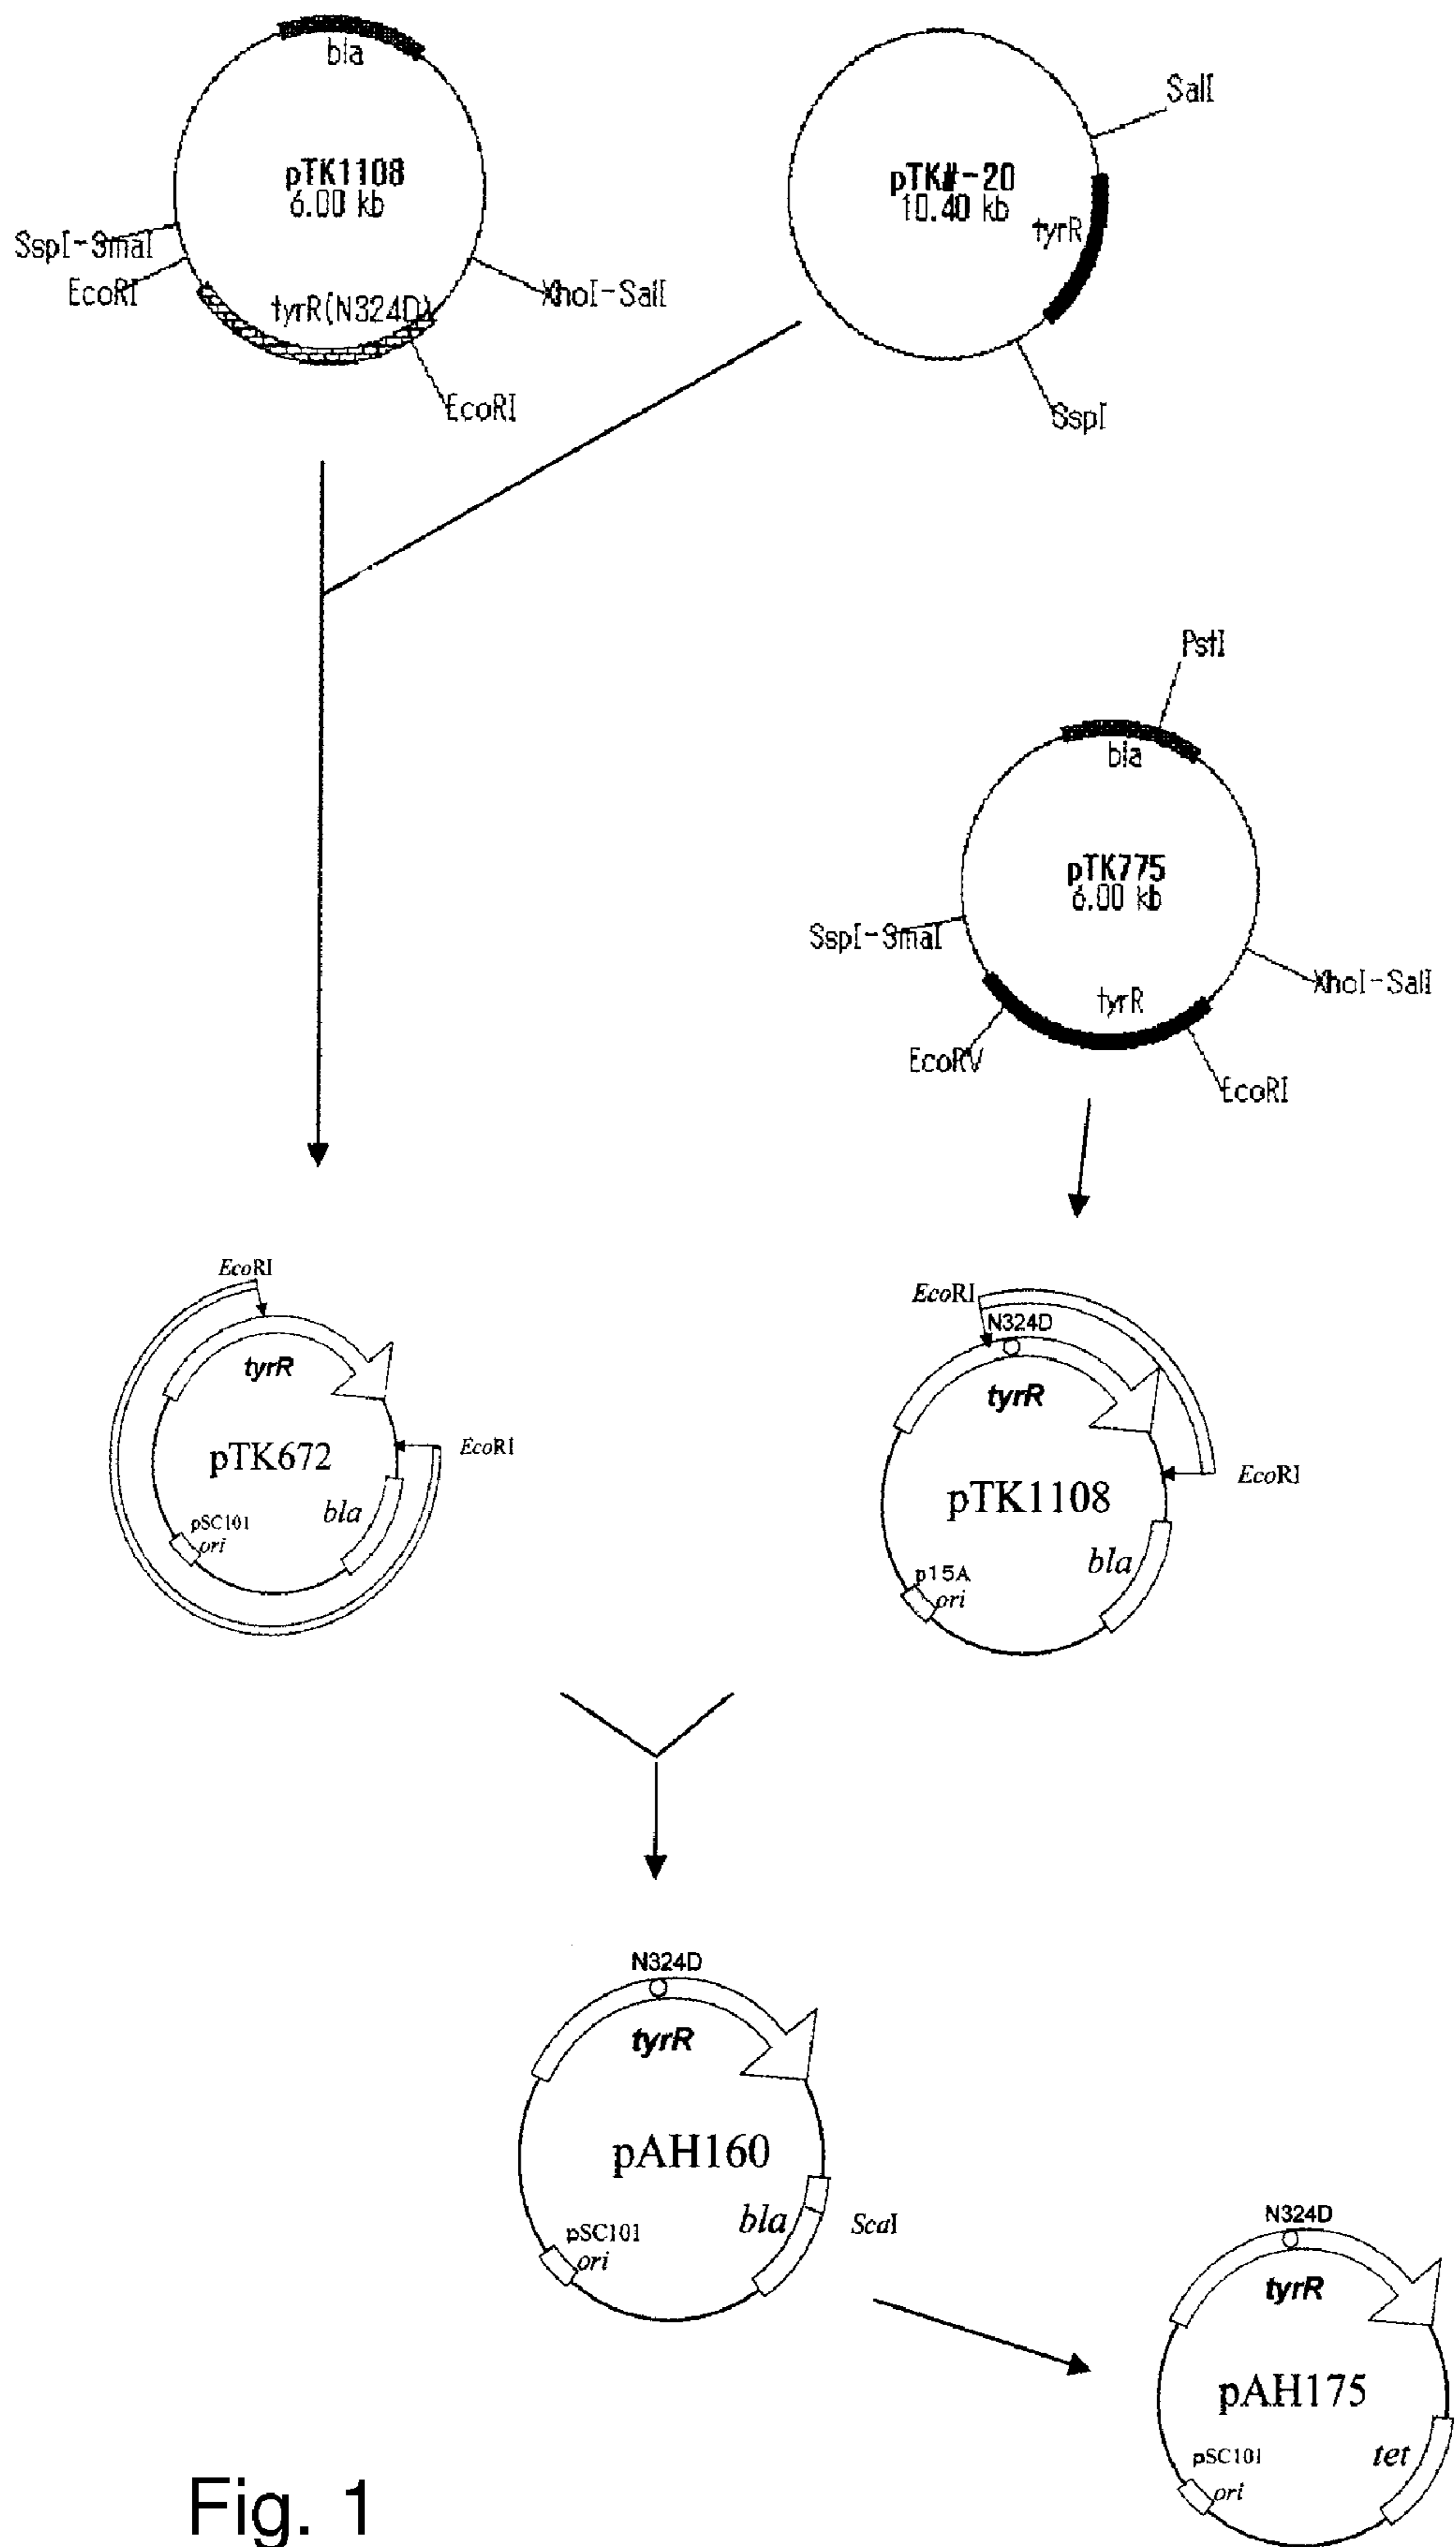 bla
pTK1108
6.00 kb
SspI-SmaI
EcoRI
tyrR(N324D)
XhoI-SalI
EcoRI
SalI
pTK#-20
10.40 kb
tyrR
SspI
PstI
bla
pTK775
6.00 kb
SspI-SmaI
XhoI-SalI
tyrR
EcoRV
EcoRI
EcoRI
tyrR
pTK672
EcoRI
bla
pSC101
ori
EcoRI
N324D
tyrR
pTK1108
EcoRI
bla
p15A
ori
N324D
tyrR
pAH160
bla
ScaI
pSC101
ori
N324D
tyrR
pAH175
tet
pSC101
ori
Fig. 1